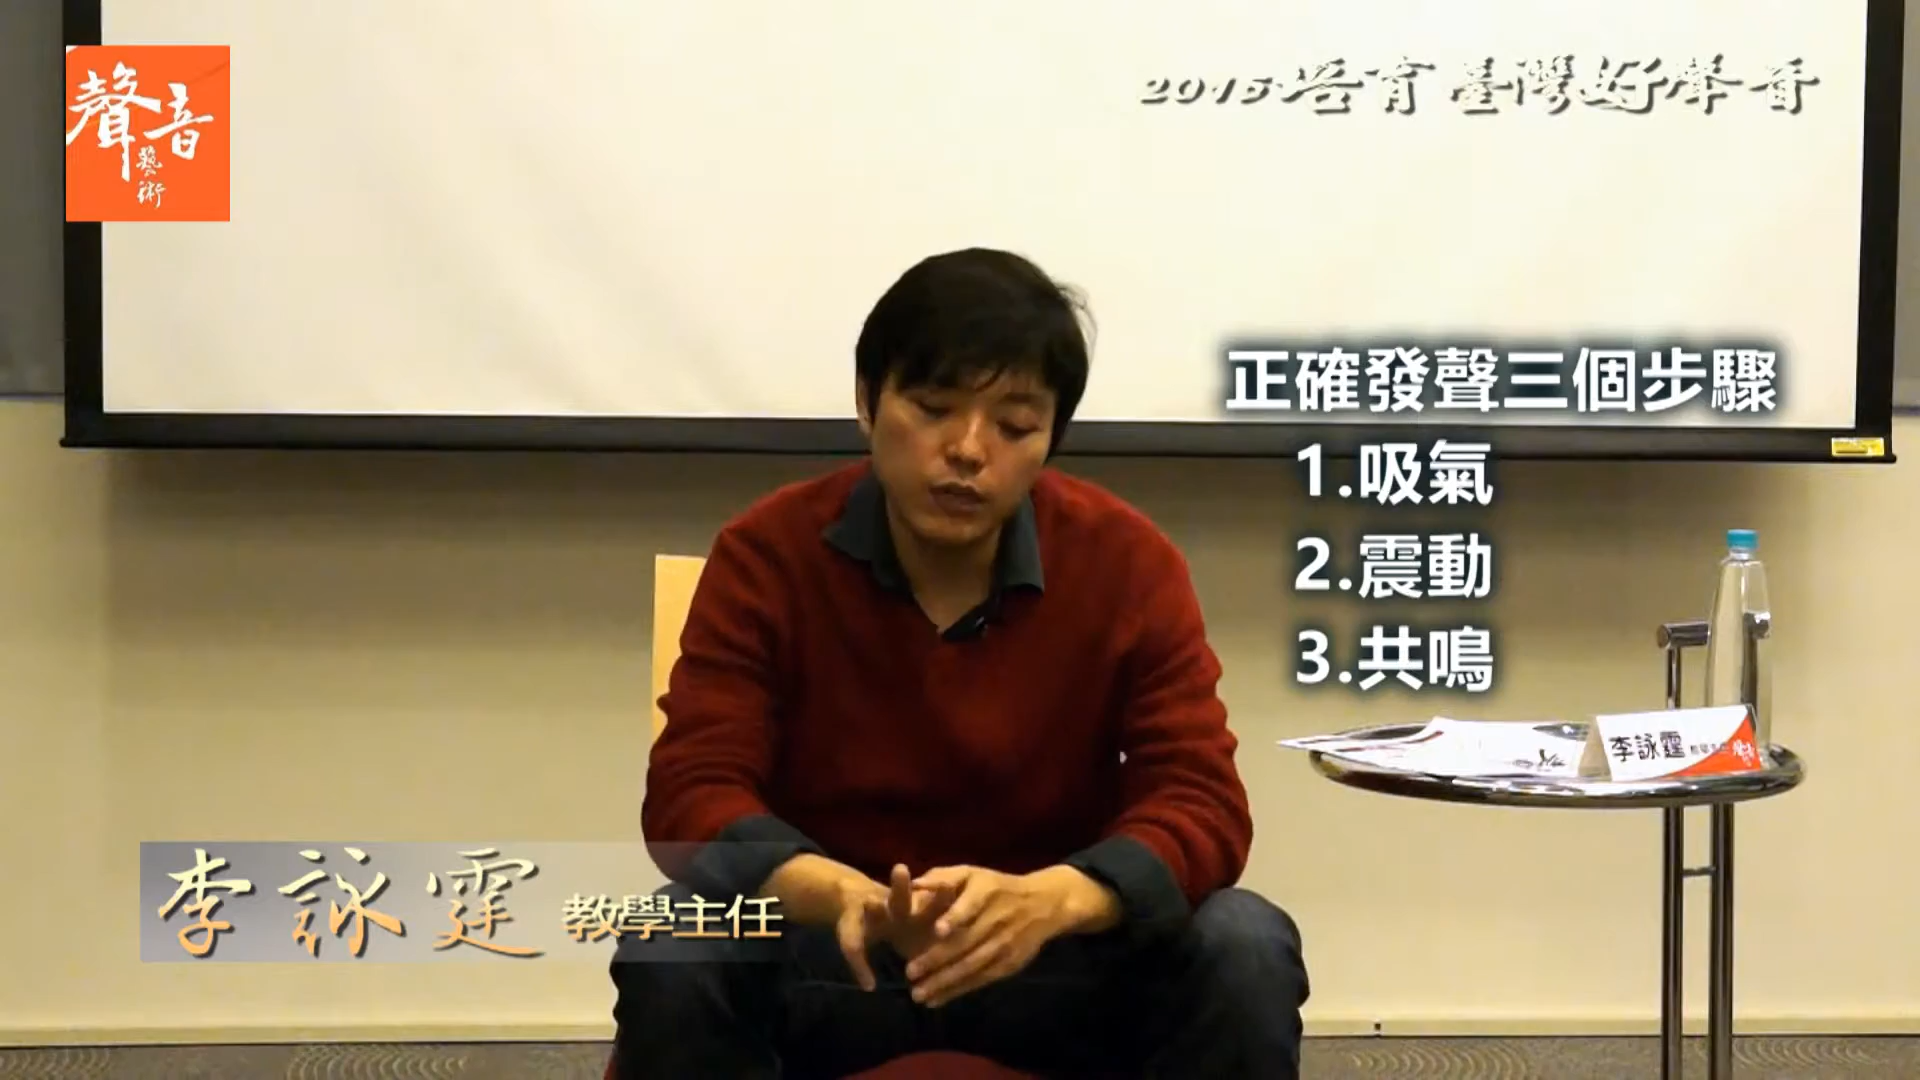 聲音
藝術
2015培育臺灣好聲音
正確發聲三個步驟
1.吸氣
2.震動
3.共鳴
李詠霆
李詠霆 教學主任